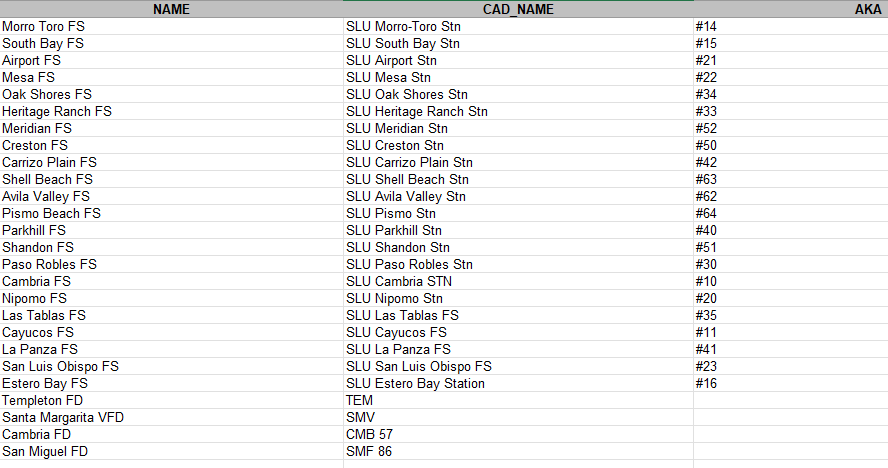 NAME CAD_NAME AKA
Morro Toro FS SLU Morro-Toro Stn #14
South Bay FS SLU South Bay Stn #15
Airport FS SLU Airport Stn #21
Mesa FS SLU Mesa Stn #22
Oak Shores FS SLU Oak Shores Stn #34
Heritage Ranch FS SLU Heritage Ranch Stn #33
Meridian FS SLU Meridian Stn #52
Creston FS SLU Creston Stn #50
Carrizo Plain FS SLU Carrizo Plain Stn #42
Shell Beach FS SLU Shell Beach Stn #63
Avila Valley FS SLU Avila Valley Stn #62
Pismo Beach FS SLU Pismo Stn #64
Parkhill FS SLU Parkhill Stn #40
Shandon FS SLU Shandon Stn #51
Paso Robles FS SLU Paso Robles Stn #30
Cambria FS SLU Cambria STN #10
Nipomo FS SLU Nipomo Stn #20
Las Tablas FS SLU Las Tablas FS #35
Cayucos FS SLU Cayucos FS #11
La Panza FS SLU La Panza FS #41
San Luis Obispo FS SLU San Luis Obispo FS #23
Estero Bay FS SLU Estero Bay Station #16
Templeton FD TEM
Santa Margarita VFD SMV
Cambria FD CMB 57
San Miguel FD SMF 86